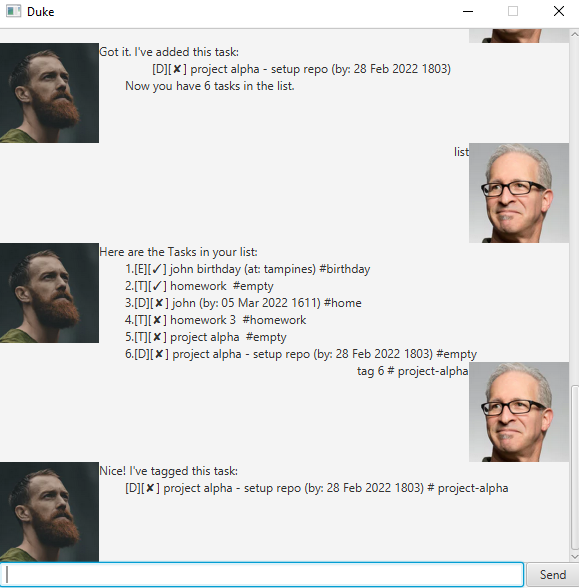 Duke
Got it. I've added this task:
[D][✘] project alpha - setup repo (by: 28 Feb 2022 1803)
Now you have 6 tasks in the list.
list
Here are the Tasks in your list:
1.[E][✓] john birthday (at: tampines) #birthday
2.[T][✓] homework  #empty
3.[D][✘] john (by: 05 Mar 2022 1611) #home
4.[T][✘] homework 3  #homework
5.[T][✘] project alpha  #empty
6.[D][✘] project alpha - setup repo (by: 28 Feb 2022 1803) #empty
tag 6 # project-alpha
Nice! I've tagged this task:
[D][✘] project alpha - setup repo (by: 28 Feb 2022 1803) # project-alpha
Send